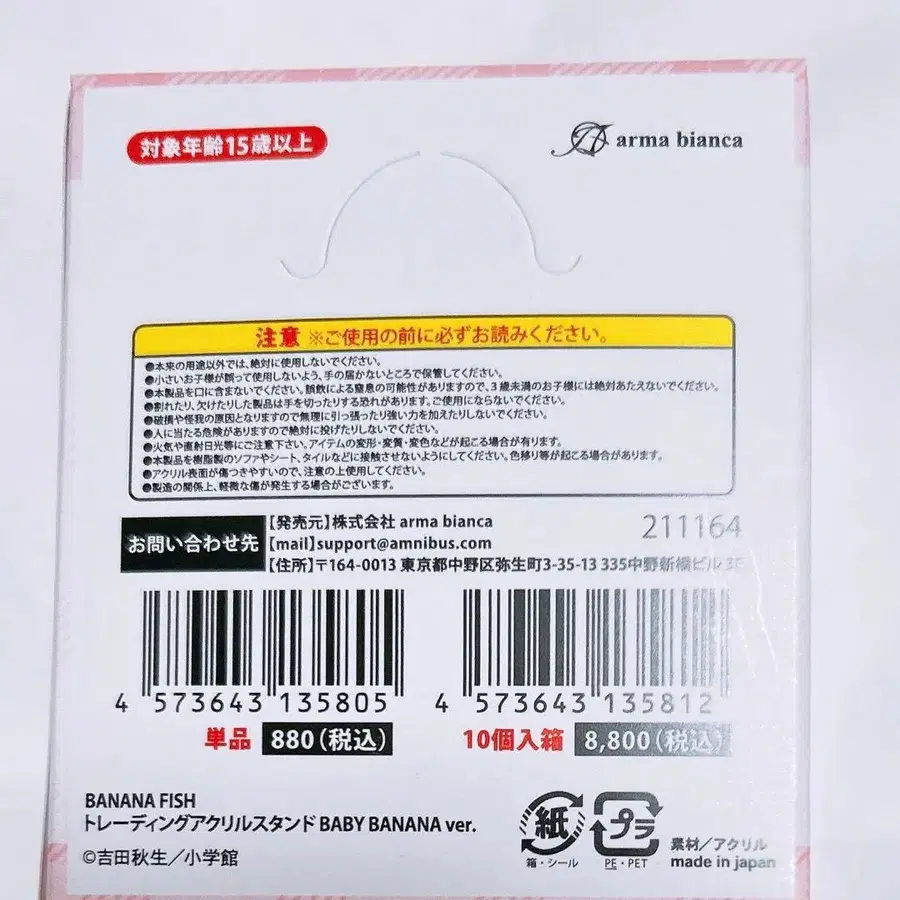 対象年齢15歳以上
arma bianca
注意 ※ご使用の前に必ずお読みください。
●本来の用途以外では、絶対に使用しないでください。
●小さいお子様が誤って使用しないよう、手の届かないところで保管してください。
●本製品を口に含まないでください。誤飲による窒息の可能性がありますので、3歳未満のお子様には絶対あたえないでください。
●割れたり、欠けたりした製品は手を切ったりする恐れがあります。ご使用にならないでください。
●破損や怪我の原因となりますので無理に引っ張ったり強い力を加えたりしないでください。
●人に当たる危険がありますので絶対に投げたりしないでください。
●火気や直射日光等にご注意下さい。アイテムの変形・変質・変色などが起こる場合が有ります。
●本製品を樹脂製のソファやシート、タイルなどに接触させないようにしてください。色移り等が起こる場合があります。
●アクリル表面が傷つきやすいので、注意の上使用してください。
●製造の関係上、軽微な傷が発生する場合がございます。
お問い合わせ先
【発売元】株式会社 arma bianca
【mail】support@amnibus.com
【住所】〒164-0013 東京都中野区弥生町3-35-13 335中野新橋ビル 3F
211164
4 573643 135805
4 573643 135812
単品 880(税込)
10個入箱 8,800(税込)
BANANA FISH
トレーディングアクリルスタンド BABY BANANA ver.
©吉田秋生／小学館
紙
箱・シール
プラ
PE・PET
素材／アクリル
made in japan